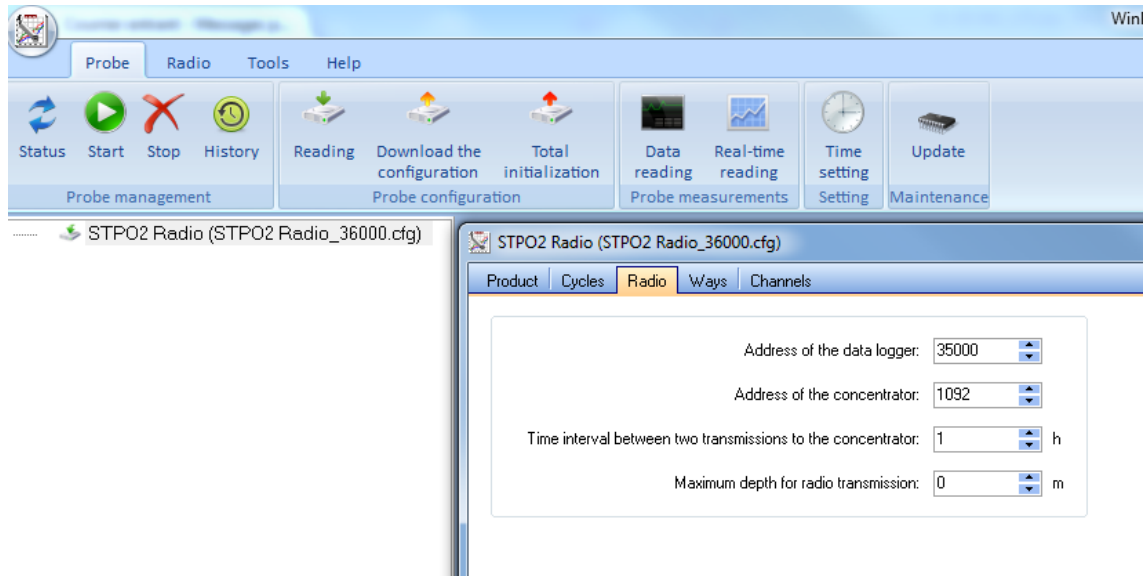 Winl
Probe Radio Tools Help
Status Start Stop History Reading Download the configuration Total initialization Data reading Real-time reading Time setting Update
Probe management Probe configuration Probe measurements Setting Maintenance
STPO2 Radio (STPO2 Radio_36000.cfg)
STPO2 Radio (STPO2 Radio_36000.cfg)
Product Cycles Radio Ways Channels
Address of the data logger: 35000
Address of the concentrator: 1092
Time interval between two transmissions to the concentrator: 1 h
Maximum depth for radio transmission: 0 m